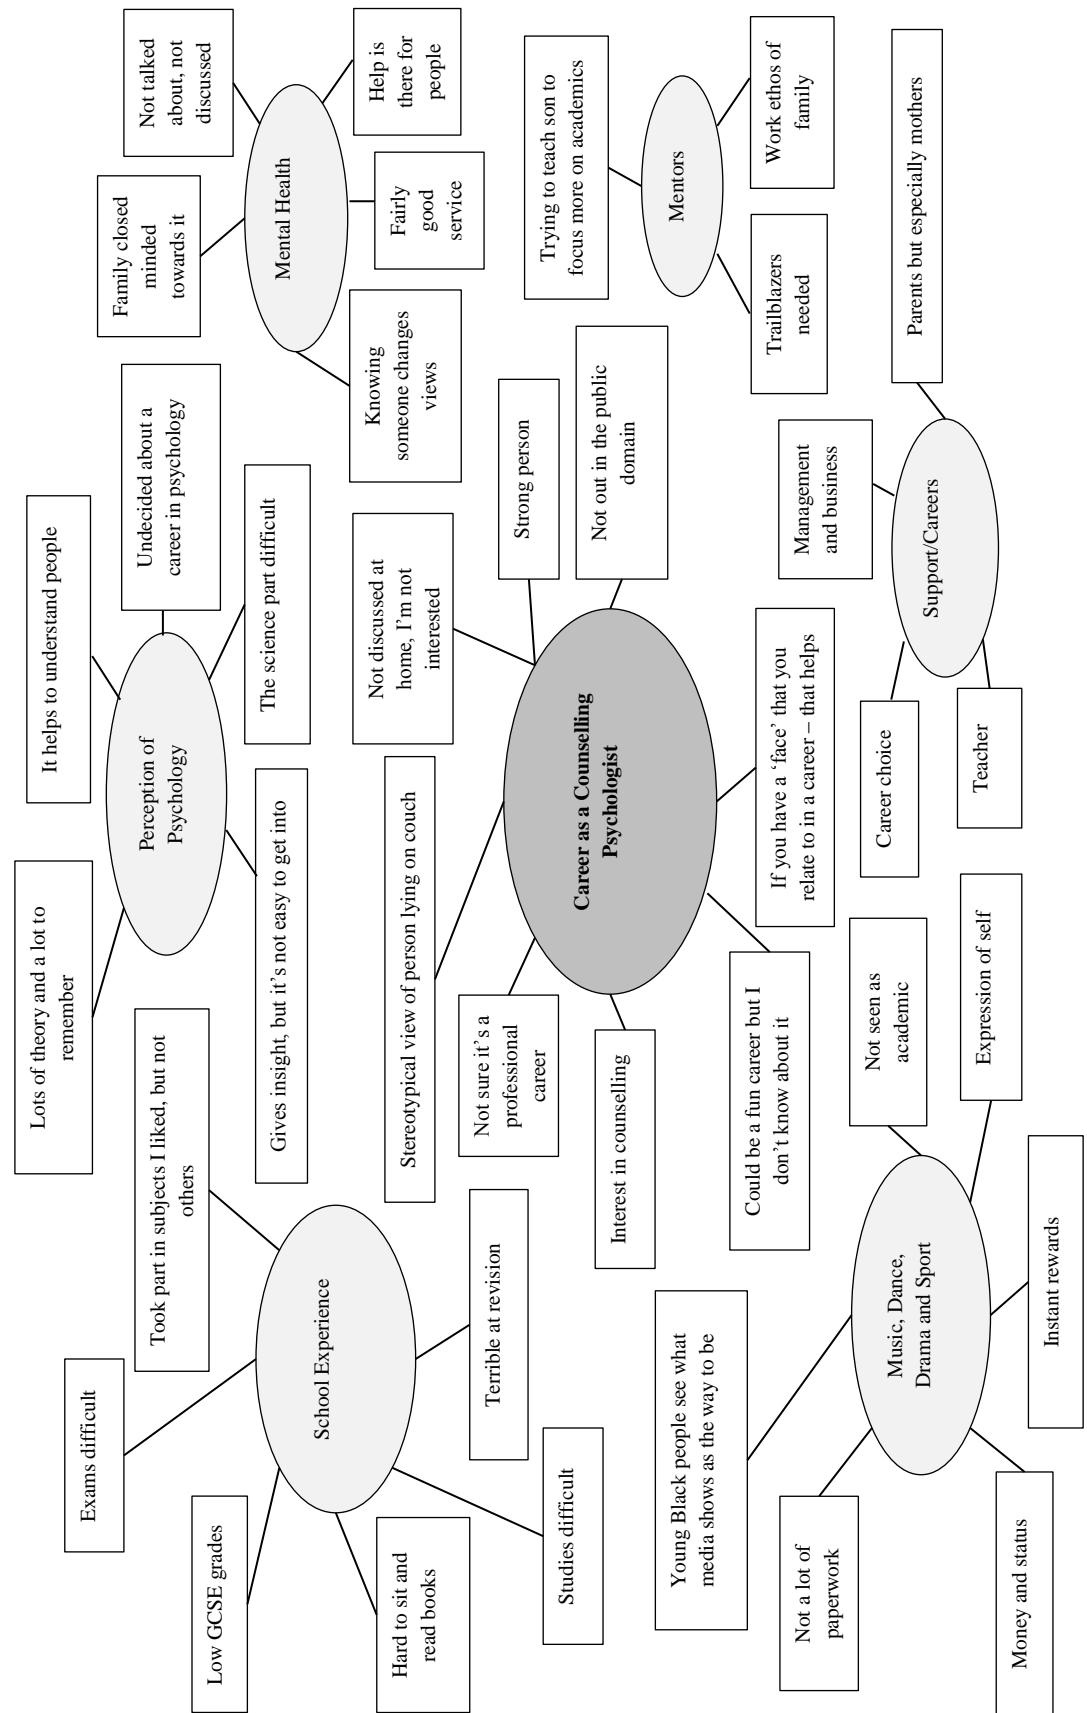 Exams difficult
Took part in subjects I liked, but not
others
Low GCSE grades
School Experience
Hard to sit and
read books
Terrible at revision
Studies difficult
Lots of theory and a lot to
remember
It helps to understand people
Undecided about a
career in psychology
Perception of
Psychology
The science part difficult
Gives insight, but it's not easy to get into
Family closed
minded
towards it
Not talked
about, not
discussed
Mental Health
Knowing
someone changes
views
Fairly
good
service
Help is
there for
people
Stereotypical view of person lying on couch
Not discussed at
home, I'm not
interested
Not sure it's a
professional
career
Strong person
Career as a Counselling
Psychologist
Not out in the public
domain
Interest in counselling
Could be a fun career but I
don't know about it
If you have a ‘face’ that you
relate to in a career – that helps
Trying to teach son to
focus more on academics
Mentors
Trailblazers
needed
Work ethos of
family
Young Black people see what
media shows as the way to be
Not a lot of
paperwork
Not seen as
academic
Music, Dance,
Drama and Sport
Expression of self
Money and status
Instant rewards
Management
and business
Parents but especially mothers
Career choice
Support/Careers
Teacher